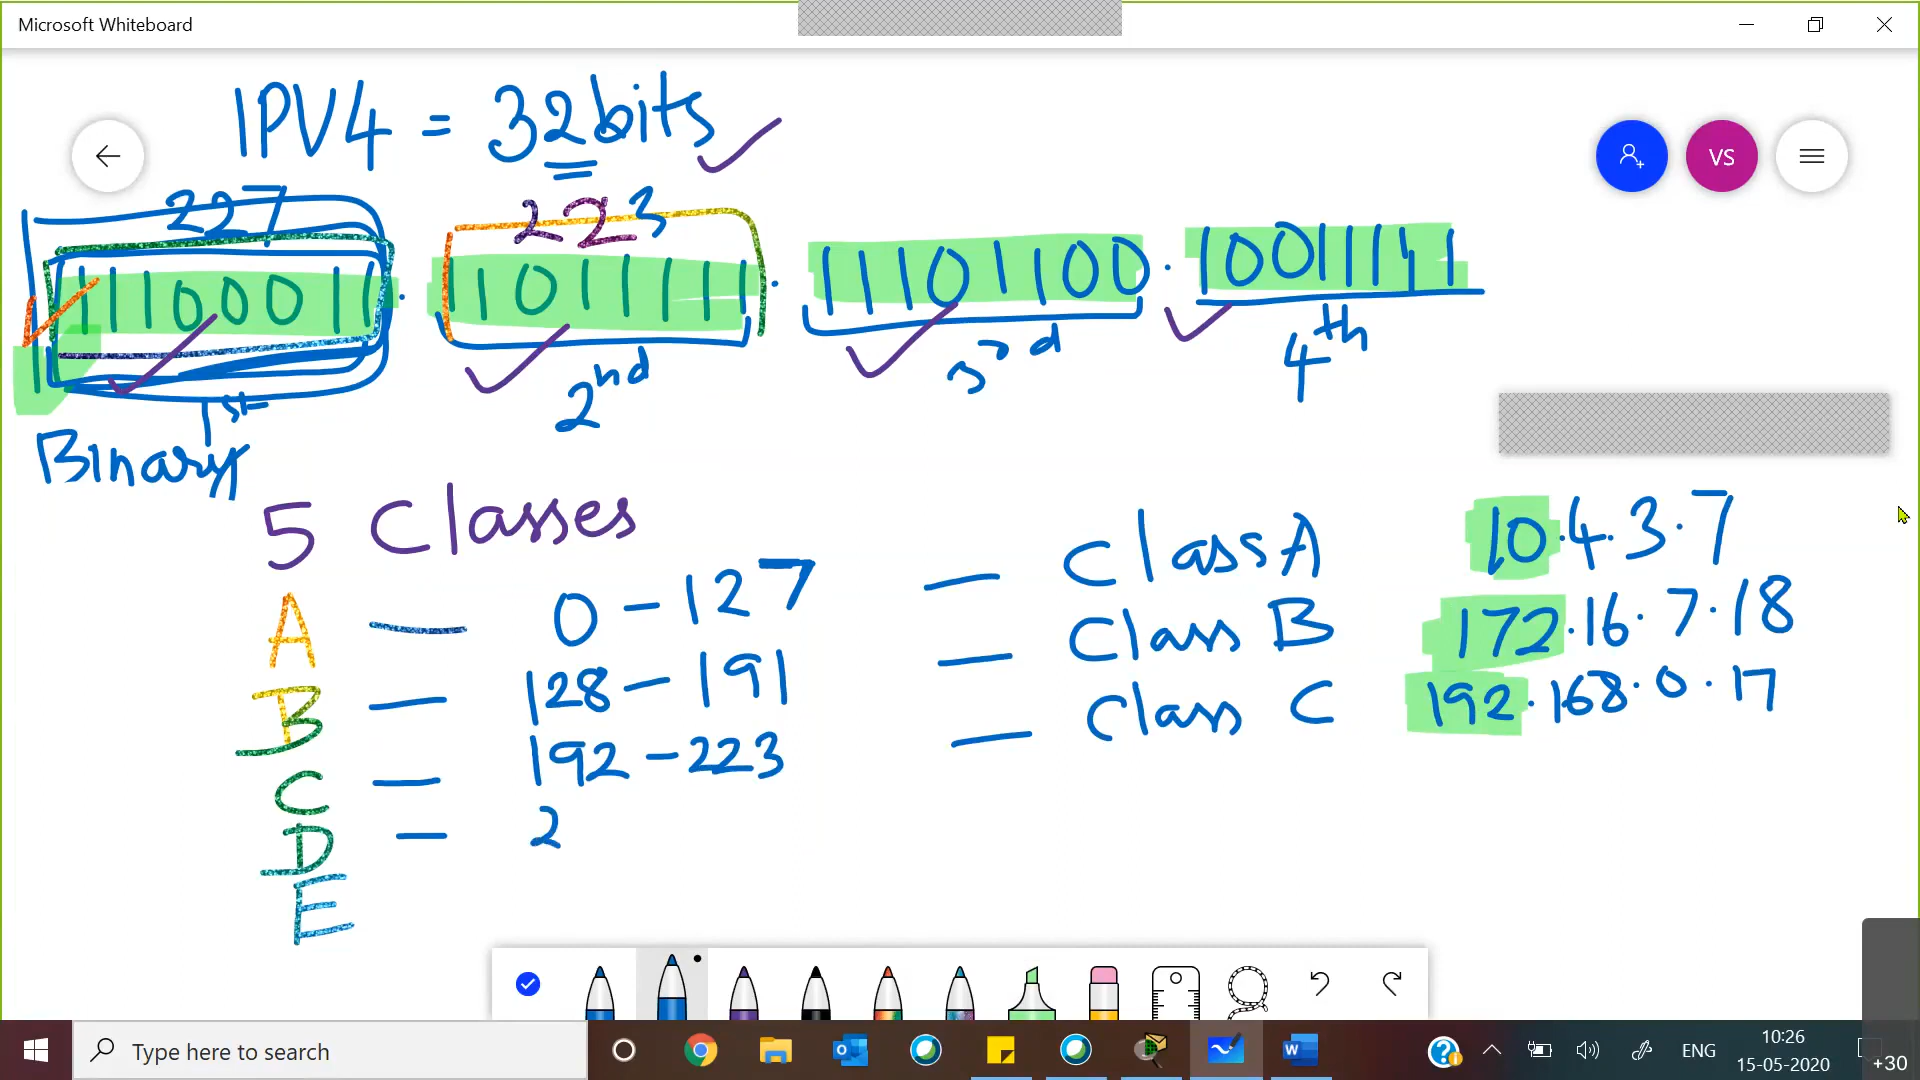 Microsoft Whiteboard
IPV4 = 32bits
VS
227 223
11100011 . 11011111 . 11101100 . 10011111
1st 2nd 3rd 4th
Binary
5 Classes
A — 0 – 127 — Class A 10.4.3.7
B — 128 – 191 — Class B 172.16.7.18
C — 192 – 223 — Class C 192.168.0.17
D — 2
E
Type here to search
ENG
10:26
15-05-2020
+30